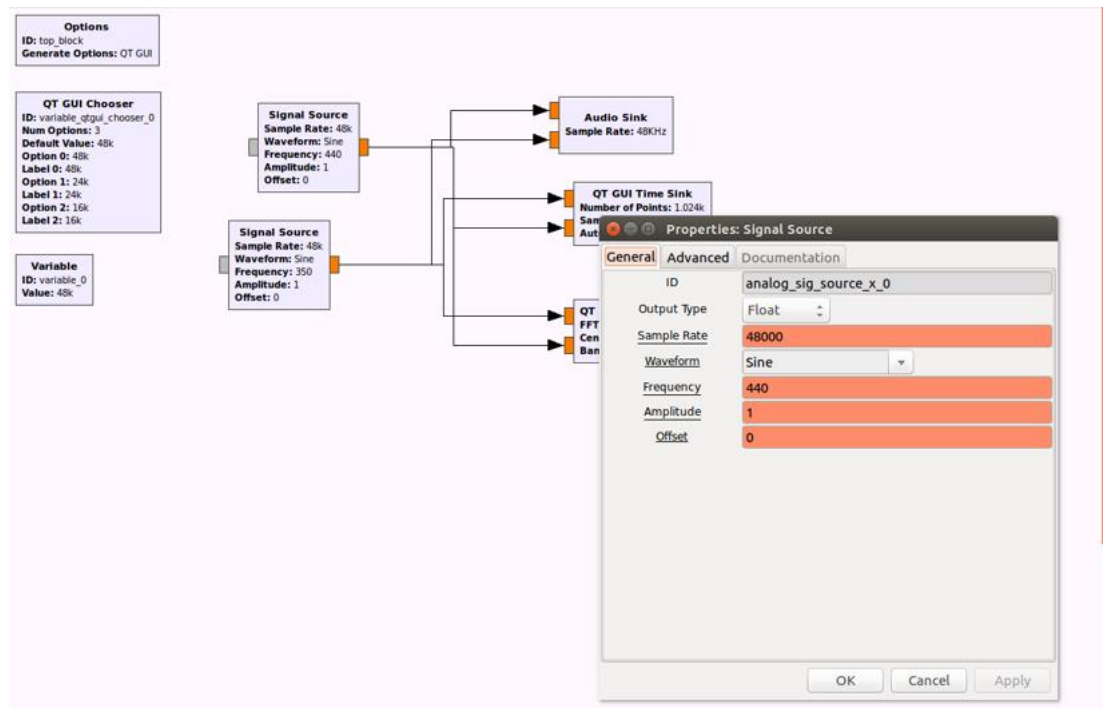 Options
ID: top_block
Generate Options: QT GUI
QT GUI Chooser
ID: variable_qtgui_chooser_0
Num Options: 3
Default Value: 48k
Option 0: 48k
Label 0: 48k
Option 1: 24k
Label 1: 24k
Option 2: 16k
Label 2: 16k
Variable
ID: variable_0
Value: 48k
Signal Source
Sample Rate: 48k
Waveform: Sine
Frequency: 440
Amplitude: 1
Offset: 0
Signal Source
Sample Rate: 48k
Waveform: Sine
Frequency: 350
Amplitude: 1
Offset: 0
Audio Sink
Sample Rate: 48KHz
QT GUI Time Sink
Number of Points: 1.024k
Sam
Aut
QT
FFT
Cen
Ban
Properties: Signal Source
General Advanced Documentation
ID analog_sig_source_x_0
Output Type Float
Sample Rate 48000
Waveform Sine
Frequency 440
Amplitude 1
Offset 0
OK Cancel Apply